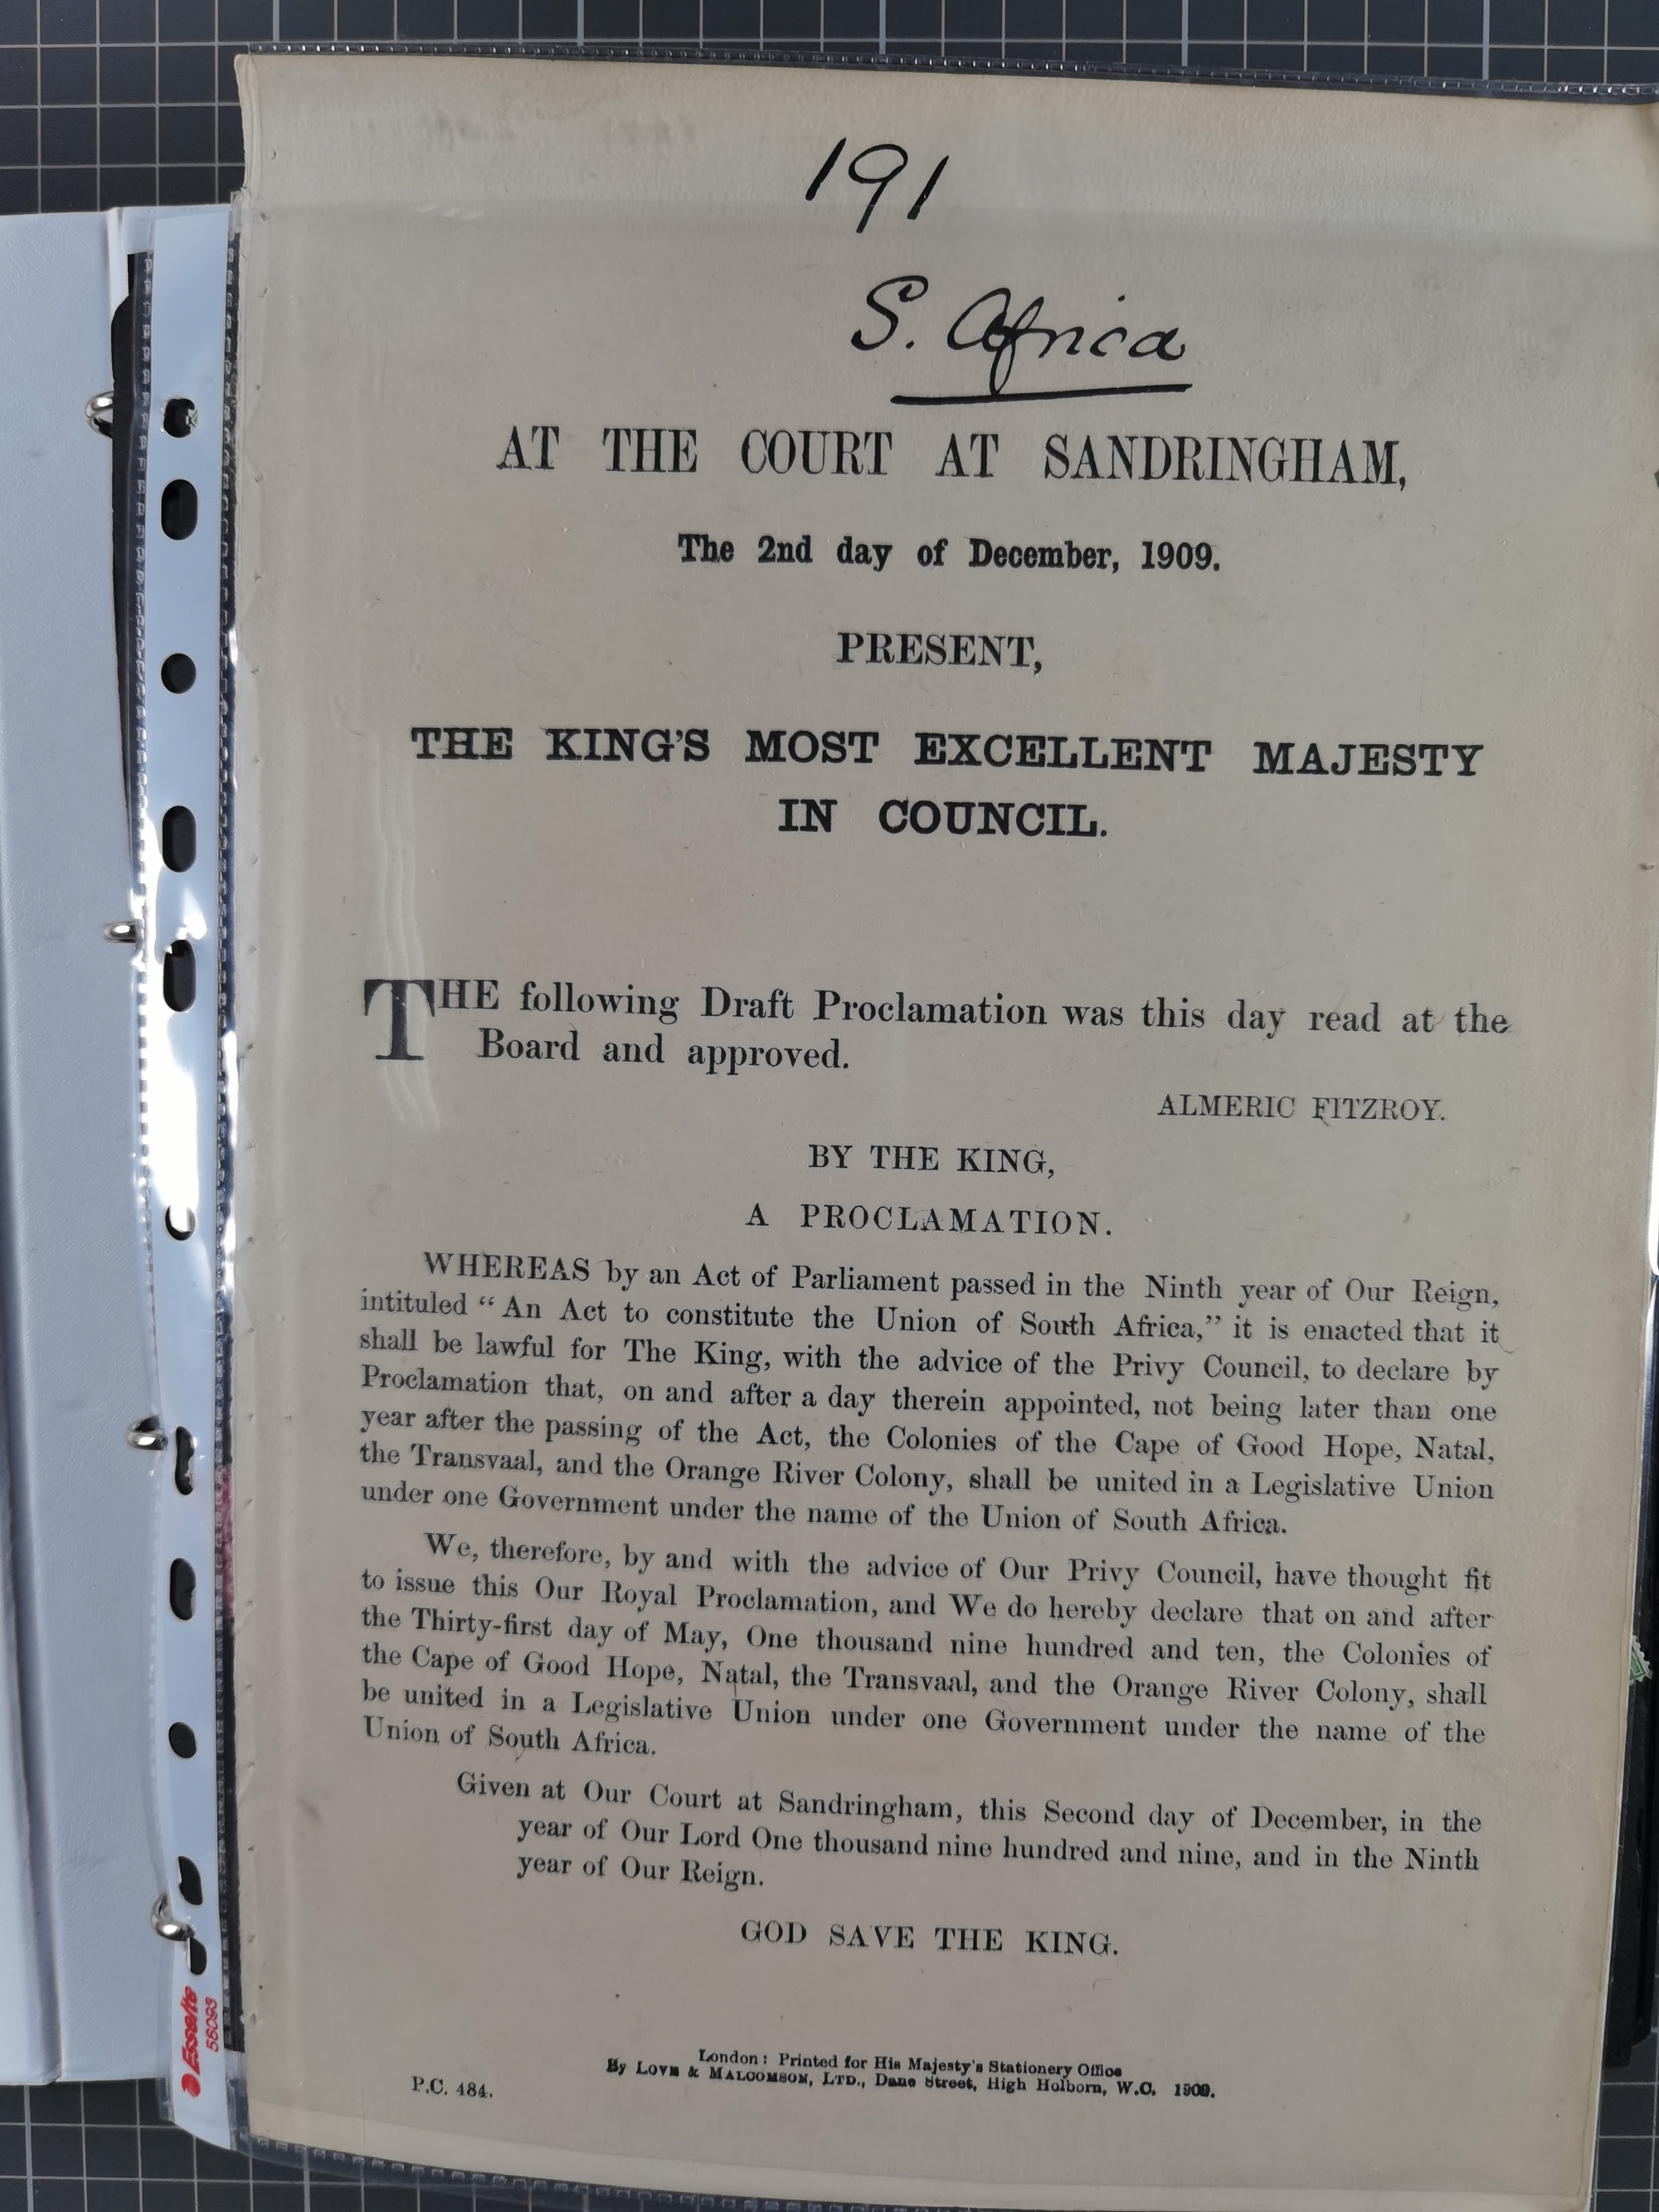 191
S. Africa
AT THE COURT AT SANDRINGHAM,
The 2nd day of December, 1909.
PRESENT,
THE KING'S MOST EXCELLENT MAJESTY
IN COUNCIL.
THE following Draft Proclamation was this day read at the
Board and approved.
ALMERIC FITZROY.
BY THE KING,
A PROCLAMATION.
WHEREAS by an Act of Parliament passed in the Ninth year of Our Reign,
intituled "An Act to constitute the Union of South Africa," it is enacted that it
shall be lawful for The King, with the advice of the Privy Council, to declare by
Proclamation that, on and after a day therein appointed, not being later than one
year after the passing of the Act, the Colonies of the Cape of Good Hope, Natal,
the Transvaal, and the Orange River Colony, shall be united in a Legislative Union
under one Government under the name of the Union of South Africa.
We, therefore, by and with the advice of Our Privy Council, have thought fit
to issue this Our Royal Proclamation, and We do hereby declare that on and after
the Thirty-first day of May, One thousand nine hundred and ten, the Colonies of
the Cape of Good Hope, Natal, the Transvaal, and the Orange River Colony, shall
be united in a Legislative Union under one Government under the name of the
Union of South Africa.
Given at Our Court at Sandringham, this Second day of December, in the
year of Our Lord One thousand nine hundred and nine, and in the Ninth
year of Our Reign.
GOD SAVE THE KING.
London: Printed for His Majesty's Stationery Office
By LOVE & MALCOMSON, LTD., Dane Street, High Holborn, W.C. 1909.
P.C. 484.
Esselte
56093